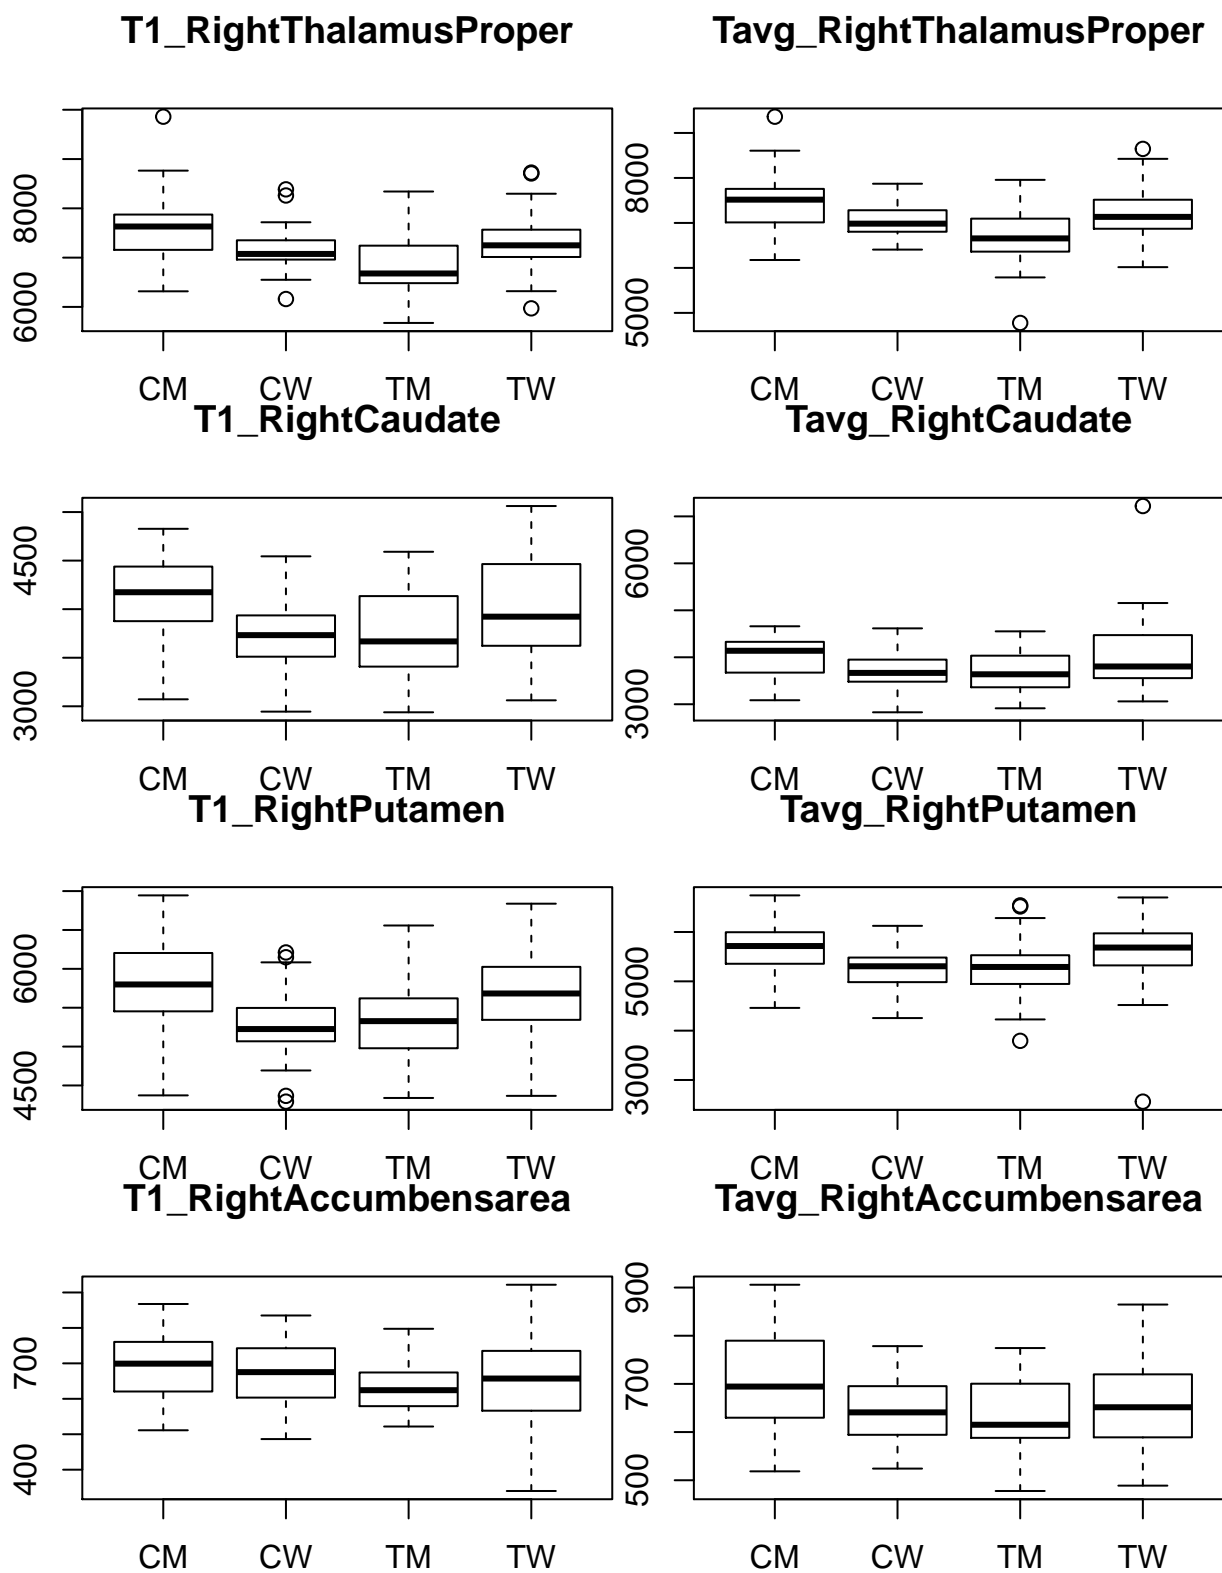 T1_RightThalamusProper
8000
6000
CM CW TM TW
Tavg_RightThalamusProper
8000
5000
CM CW TM TW
T1_RightCaudate
4500
3000
CM CW TM TW
Tavg_RightCaudate
6000
3000
CM CW TM TW
T1_RightPutamen
6000
4500
CM CW TM TW
Tavg_RightPutamen
5000
3000
CM CW TM TW
T1_RightAccumbensarea
700
400
CM CW TM TW
Tavg_RightAccumbensarea
900
700
500
CM CW TM TW